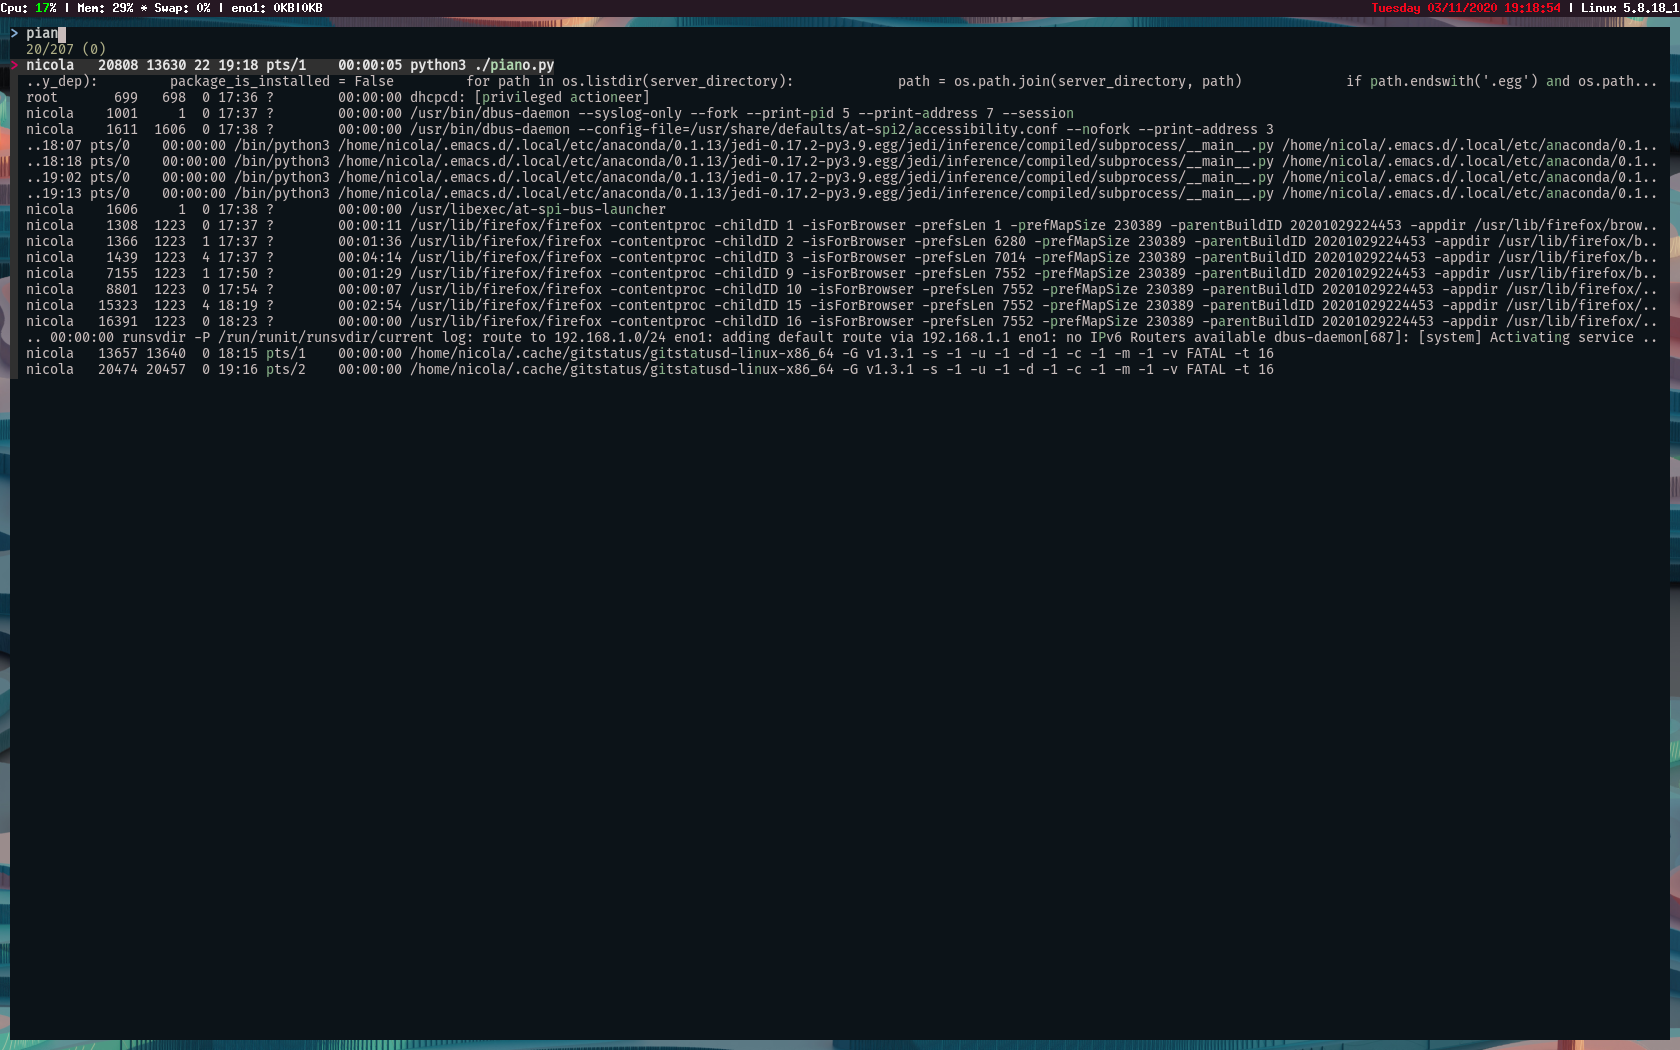 Cpu: 17% | Mem: 29% * Swap: 0% | eno1: 0KB|0KB Tuesday 03/11/2020 19:18:54 | Linux 5.8.18_1
> pian
20/207 (0)
> nicola 20808 13630 22 19:18 pts/1 00:00:05 python3 ./piano.py
..y_dep): package_is_installed = False for path in os.listdir(server_directory): path = os.path.join(server_directory, path) if path.endswith('.egg') and os.path...
root 699 698 0 17:36 ? 00:00:00 dhcpcd: [privileged actioneer]
nicola 1001 1 0 17:37 ? 00:00:00 /usr/bin/dbus-daemon --syslog-only --fork --print-pid 5 --print-address 7 --session
nicola 1611 1606 0 17:38 ? 00:00:00 /usr/bin/dbus-daemon --config-file=/usr/share/defaults/at-spi2/accessibility.conf --nofork --print-address 3
..18:07 pts/0 00:00:00 /bin/python3 /home/nicola/.emacs.d/.local/etc/anaconda/0.1.13/jedi-0.17.2-py3.9.egg/jedi/inference/compiled/subprocess/__main__.py /home/nicola/.emacs.d/.local/etc/anaconda/0.1..
..18:18 pts/0 00:00:00 /bin/python3 /home/nicola/.emacs.d/.local/etc/anaconda/0.1.13/jedi-0.17.2-py3.9.egg/jedi/inference/compiled/subprocess/__main__.py /home/nicola/.emacs.d/.local/etc/anaconda/0.1..
..19:02 pts/0 00:00:00 /bin/python3 /home/nicola/.emacs.d/.local/etc/anaconda/0.1.13/jedi-0.17.2-py3.9.egg/jedi/inference/compiled/subprocess/__main__.py /home/nicola/.emacs.d/.local/etc/anaconda/0.1..
..19:13 pts/0 00:00:00 /bin/python3 /home/nicola/.emacs.d/.local/etc/anaconda/0.1.13/jedi-0.17.2-py3.9.egg/jedi/inference/compiled/subprocess/__main__.py /home/nicola/.emacs.d/.local/etc/anaconda/0.1..
nicola 1606 1 0 17:38 ? 00:00:00 /usr/libexec/at-spi-bus-launcher
nicola 1308 1223 0 17:37 ? 00:00:11 /usr/lib/firefox/firefox -contentproc -childID 1 -isForBrowser -prefsLen 1 -prefMapSize 230389 -parentBuildID 20201029224453 -appdir /usr/lib/firefox/brow..
nicola 1366 1223 1 17:37 ? 00:01:36 /usr/lib/firefox/firefox -contentproc -childID 2 -isForBrowser -prefsLen 6280 -prefMapSize 230389 -parentBuildID 20201029224453 -appdir /usr/lib/firefox/b..
nicola 1439 1223 4 17:37 ? 00:04:14 /usr/lib/firefox/firefox -contentproc -childID 3 -isForBrowser -prefsLen 7014 -prefMapSize 230389 -parentBuildID 20201029224453 -appdir /usr/lib/firefox/b..
nicola 7155 1223 1 17:50 ? 00:01:29 /usr/lib/firefox/firefox -contentproc -childID 9 -isForBrowser -prefsLen 7552 -prefMapSize 230389 -parentBuildID 20201029224453 -appdir /usr/lib/firefox/b..
nicola 8801 1223 0 17:54 ? 00:00:07 /usr/lib/firefox/firefox -contentproc -childID 10 -isForBrowser -prefsLen 7552 -prefMapSize 230389 -parentBuildID 20201029224453 -appdir /usr/lib/firefox/..
nicola 15323 1223 4 18:19 ? 00:02:54 /usr/lib/firefox/firefox -contentproc -childID 15 -isForBrowser -prefsLen 7552 -prefMapSize 230389 -parentBuildID 20201029224453 -appdir /usr/lib/firefox/..
nicola 16391 1223 0 18:23 ? 00:00:00 /usr/lib/firefox/firefox -contentproc -childID 16 -isForBrowser -prefsLen 7552 -prefMapSize 230389 -parentBuildID 20201029224453 -appdir /usr/lib/firefox/..
.. 00:00:00 runsvdir -P /run/runit/runsvdir/current log: route to 192.168.1.0/24 eno1: adding default route via 192.168.1.1 eno1: no IPv6 Routers available dbus-daemon[687]: [system] Activating service ..
nicola 13657 13640 0 18:15 pts/1 00:00:00 /home/nicola/.cache/gitstatus/gitstatusd-linux-x86_64 -G v1.3.1 -s -1 -u -1 -d -1 -c -1 -m -1 -v FATAL -t 16
nicola 20474 20457 0 19:16 pts/2 00:00:00 /home/nicola/.cache/gitstatus/gitstatusd-linux-x86_64 -G v1.3.1 -s -1 -u -1 -d -1 -c -1 -m -1 -v FATAL -t 16